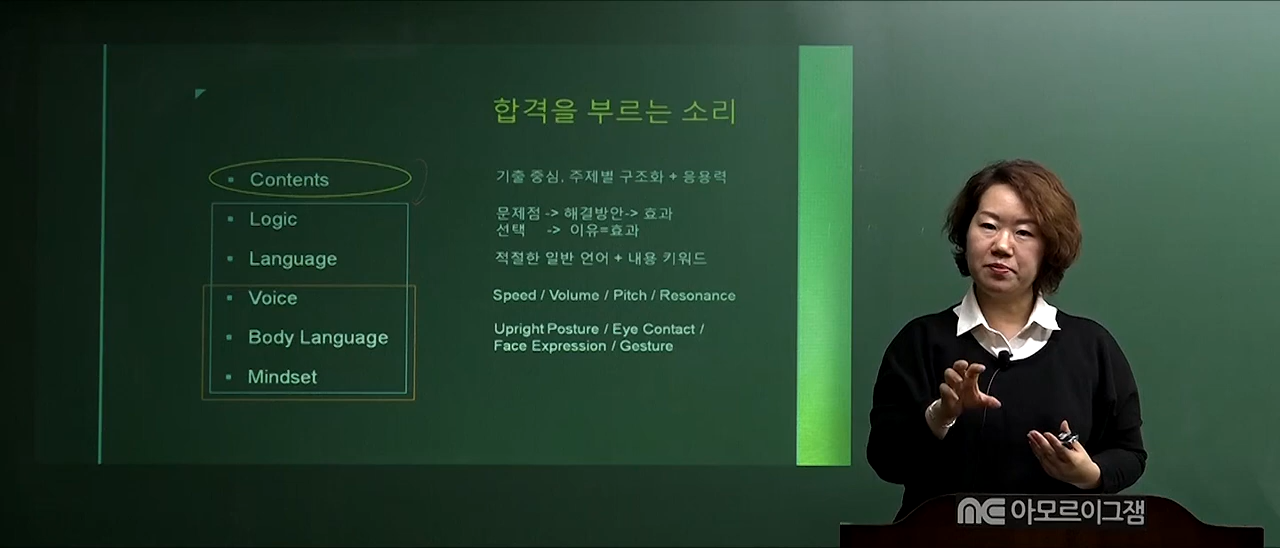 합격을 부르는 소리
▪ Contents
기출 중심, 주제별 구조화 + 응용력
▪ Logic
문제점 -> 해결방안-> 효과
선택 -> 이유=효과
▪ Language
적절한 일반 언어 + 내용 키워드
▪ Voice
Speed / Volume / Pitch / Resonance
▪ Body Language
Upright Posture / Eye Contact /
Face Expression / Gesture
▪ Mindset
아모르이그잼